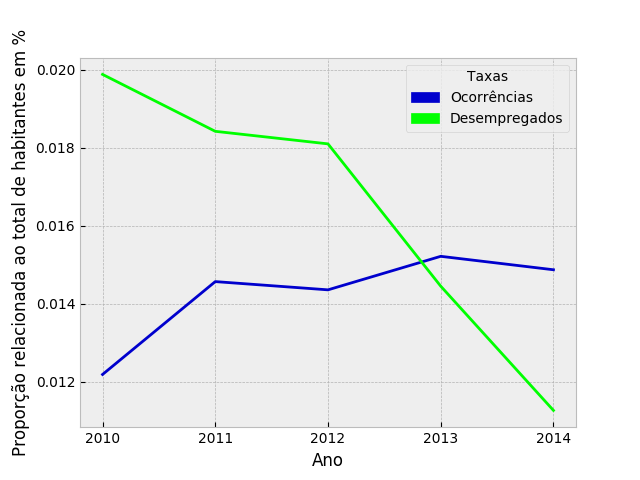 Proporção relacionada ao total de habitantes em %
0.020
0.018
0.016
0.014
0.012
Taxas
Ocorrências
Desempregados
2010 2011 2012 2013 2014
Ano